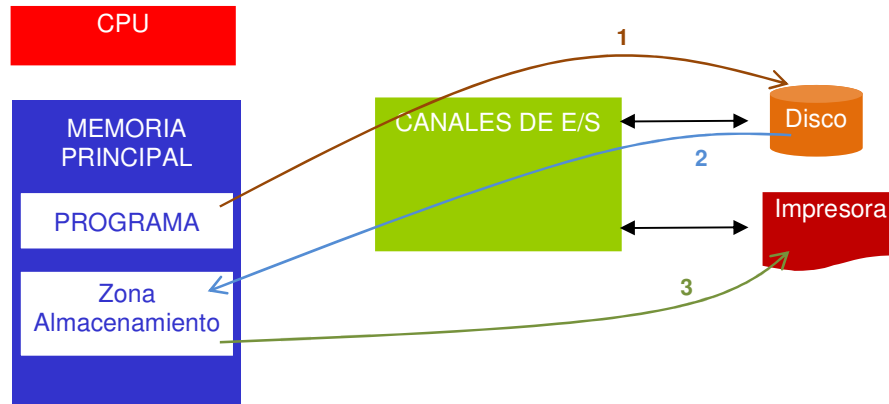 CPU
1
MEMORIA
PRINCIPAL
CANALES DE E/S
Disco
2
PROGRAMA
Impresora
Zona
Almacenamiento
3